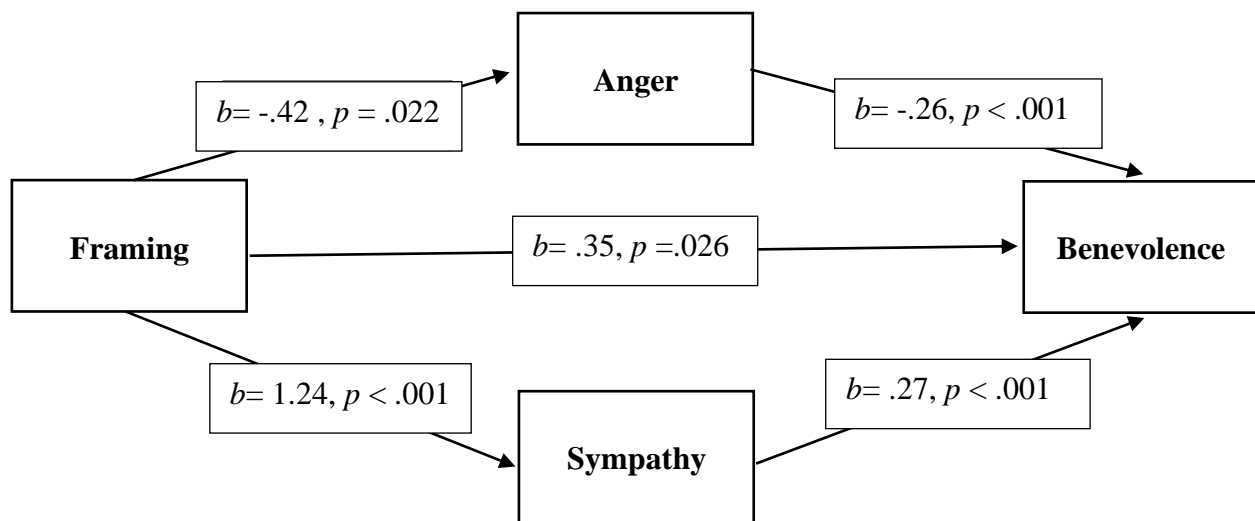 Anger
b= -.42 , p = .022
b= -.26, p < .001
Framing
b= .35, p =.026
Benevolence
b= 1.24, p < .001
b= .27, p < .001
Sympathy